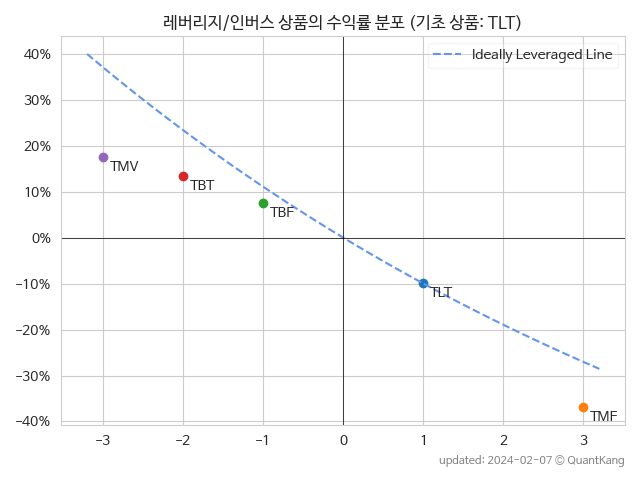 레버리지/인버스 상품의 수익률 분포 (기초 상품: TLT)
40%
30%
20%
10%
0%
−10%
−20%
−30%
−40%
Ideally Leveraged Line
TMV
TBT
TBF
TLT
TMF
−3
−2
−1
0
1
2
3
updated: 2024-02-07 © QuantKang